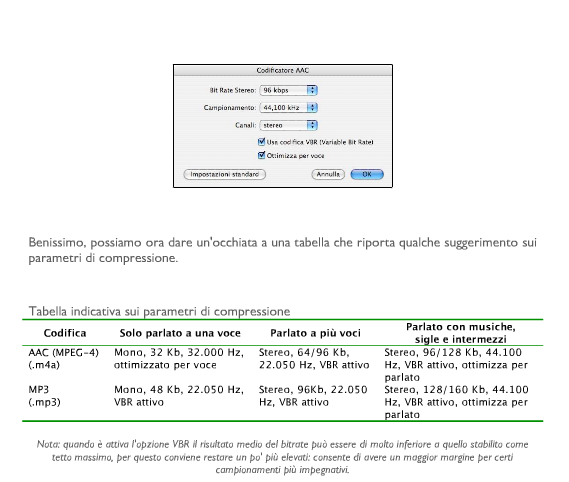 Codificatore AAC
Bit Rate Stereo: 96 kbps
Campionamento: 44,100 kHz
Canali: stereo
Usa codifica VBR (Variable Bit Rate)
Ottimizza per voce
Impostazioni standard Annulla OK
Benissimo, possiamo ora dare un'occhiata a una tabella che riporta qualche suggerimento sui
parametri di compressione.
Tabella indicativa sui parametri di compressione
Codifica Solo parlato a una voce Parlato a più voci Parlato con musiche,
sigle e intermezzi
AAC (MPEG-4) Mono, 32 Kb, 32.000 Hz, Stereo, 64/96 Kb, Stereo, 96/128 Kb, 44.100
(.m4a) ottimizzato per voce 22.050 Hz, VBR attivo Hz, VBR attivo, ottimizza per
parlato
MP3 Mono, 48 Kb, 22.050 Hz, Stereo, 96Kb, 22.050 Stereo, 128/160 Kb, 44.100
(.mp3) VBR attivo Hz, VBR attivo Hz, VBR attivo, ottimizza per
parlato
Nota: quando è attiva l'opzione VBR il risultato medio del bitrate può essere di molto inferiore a quello stabilito come
tetto massimo, per questo conviene restare un po' più elevati: consente di avere un maggior margine per certi
campionamenti più impegnativi.